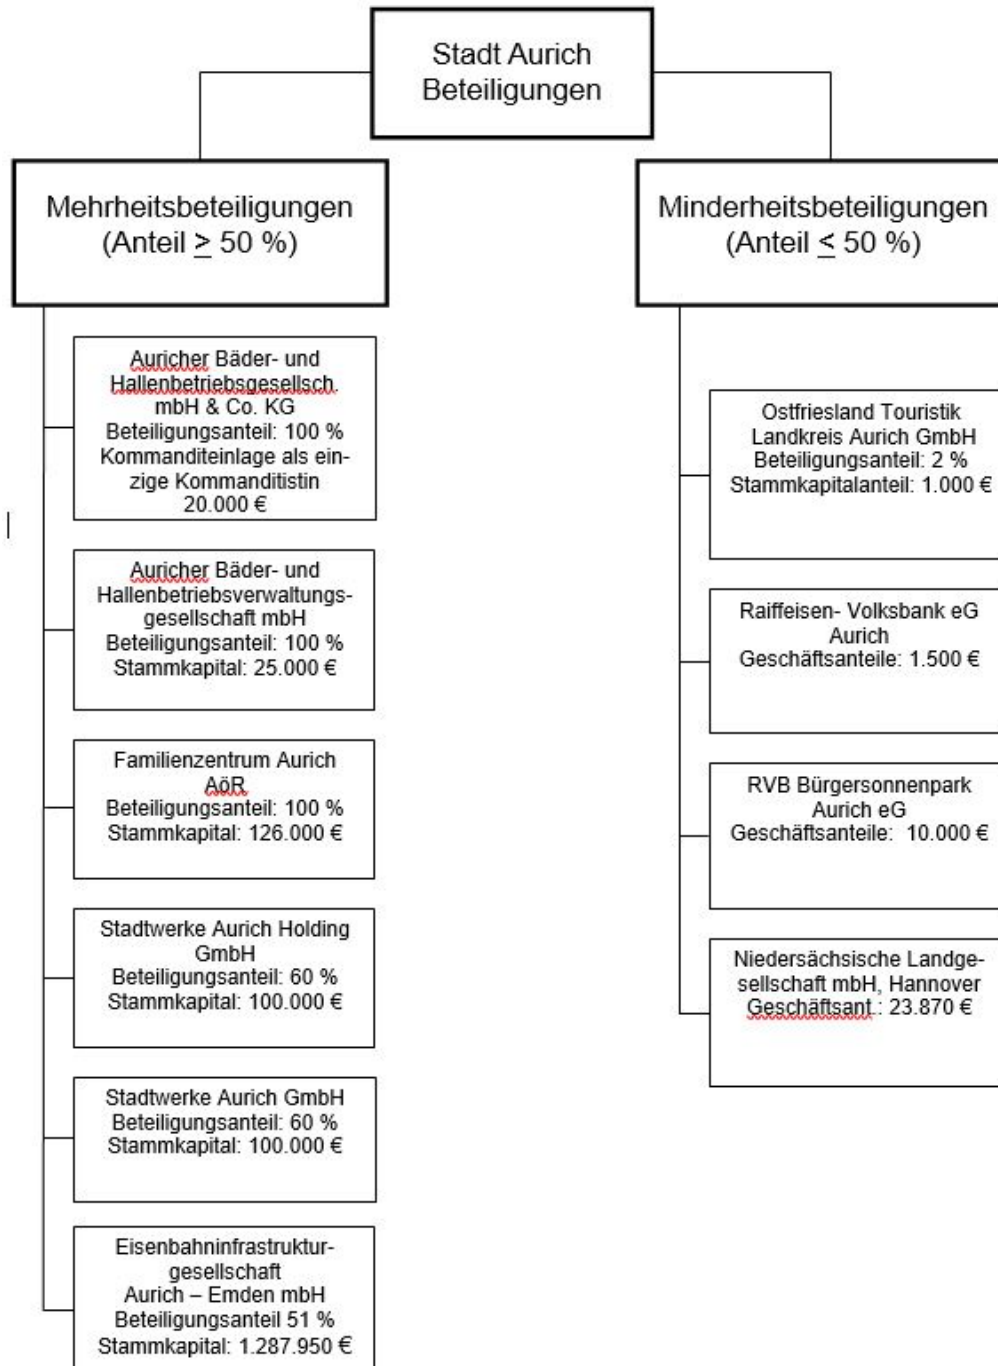 Stadt Aurich
Beteiligungen
Mehrheitsbeteiligungen
(Anteil ≥ 50 %)
Auricher Bäder- und
Hallenbetriebsgesellsch.
mbH & Co. KG
Beteiligungsanteil: 100 %
Kommanditeinlage als ein-
zige Kommanditistin
20.000 €
Auricher Bäder- und
Hallenbetriebsverwaltungs-
gesellschaft mbH
Beteiligungsanteil: 100 %
Stammkapital: 25.000 €
Familienzentrum Aurich
AöR
Beteiligungsanteil: 100 %
Stammkapital: 126.000 €
Stadtwerke Aurich Holding
GmbH
Beteiligungsanteil: 60 %
Stammkapital: 100.000 €
Stadtwerke Aurich GmbH
Beteiligungsanteil: 60 %
Stammkapital: 100.000 €
Eisenbahninfrastruktur-
gesellschaft
Aurich – Emden mbH
Beteiligungsanteil 51 %
Stammkapital: 1.287.950 €
Minderheitsbeteiligungen
(Anteil ≤ 50 %)
Ostfriesland Touristik
Landkreis Aurich GmbH
Beteiligungsanteil: 2 %
Stammkapitalanteil: 1.000 €
Raiffeisen- Volksbank eG
Aurich
Geschäftsanteile: 1.500 €
RVB Bürgersonnenpark
Aurich eG
Geschäftsanteile: 10.000 €
Niedersächsische Landge-
sellschaft mbH, Hannover
Geschäftsant.: 23.870 €